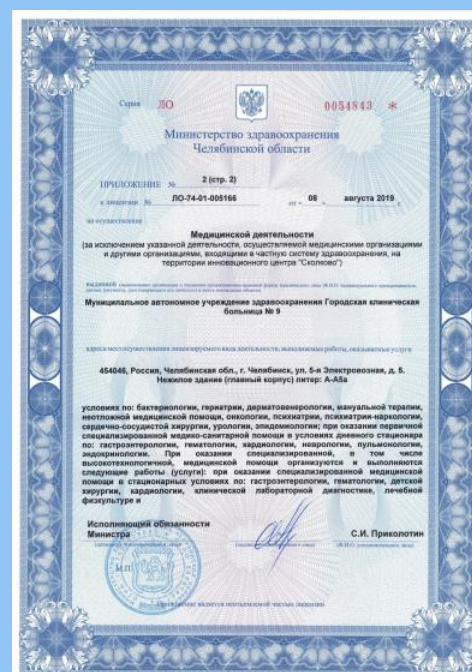 Серия ЛО
0054843 *
Министерство здравоохранения
Челябинской области
ПРИЛОЖЕНИЕ № 2 (стр. 2)
к лицензии № ЛО-74-01-005166 от « 08 » августа 2019
на осуществление
Медицинской деятельности
(за исключением указанной деятельности, осуществляемой медицинскими организациями
и другими организациями, входящими в частную систему здравоохранения, на
территории инновационного центра "Сколково")
выданной
Муниципальное автономное учреждение здравоохранения Городская клиническая
больница № 9
адреса мест осуществления лицензируемого вида деятельности, выполняемые работы, оказываемые услуги
454046, Россия, Челябинская обл., г. Челябинск, ул. 5-я Электровозная, д. 5.
Нежилое здание (главный корпус) литер: А-А5а
условиях по: бактериологии, гериатрии, дерматовенерологии, мануальной терапии,
неотложной медицинской помощи, онкологии, психиатрии, психиатрии-наркологии,
сердечно-сосудистой хирургии, урологии, эпидемиологии; при оказании первичной
специализированной медико-санитарной помощи в условиях дневного стационара
по: гастроэнтерологии, гематологии, кардиологии, неврологии, пульмонологии,
эндокринологии. При оказании специализированной, в том числе
высокотехнологичной, медицинской помощи организуются и выполняются
следующие работы (услуги): при оказании специализированной медицинской
помощи в стационарных условиях по: гастроэнтерологии, гематологии, детской
хирургии, кардиологии, клинической лабораторной диагностике, лечебной
физкультуре и
Исполняющий обязанности
Министра
С.И. Приколотин
М.П.
Приложение является неотъемлемой частью лицензии